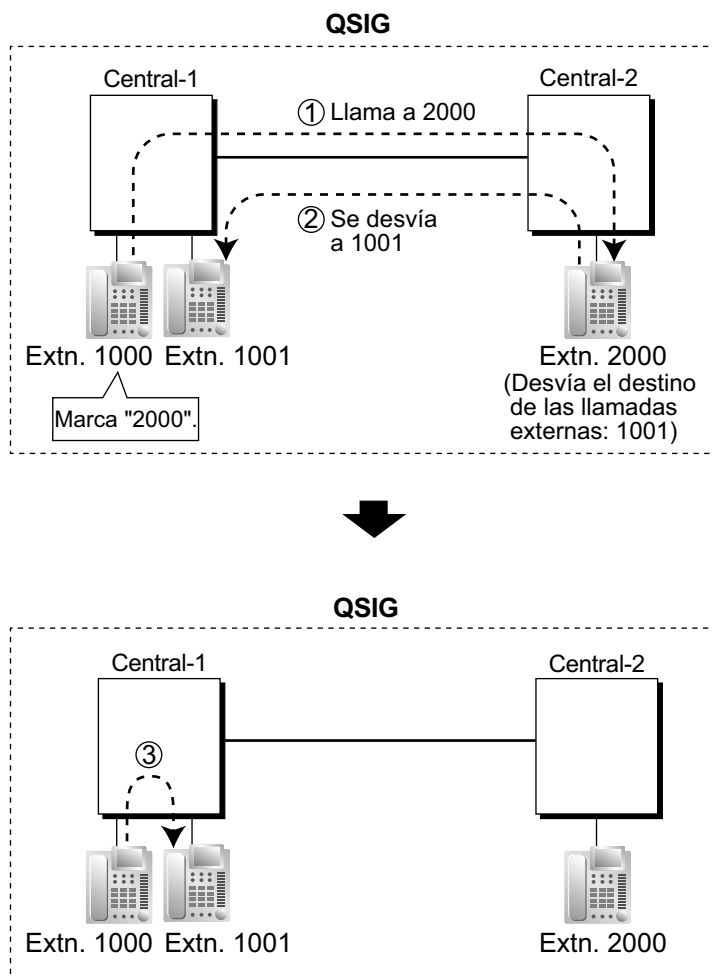 QSIG
Central-1
Central-2
① Llama a 2000
② Se desvía
a 1001
Extn. 1000
Extn. 1001
Extn. 2000
(Desvía el destino
de las llamadas
externas: 1001)
Marca "2000".
QSIG
Central-1
Central-2
③
Extn. 1000
Extn. 1001
Extn. 2000